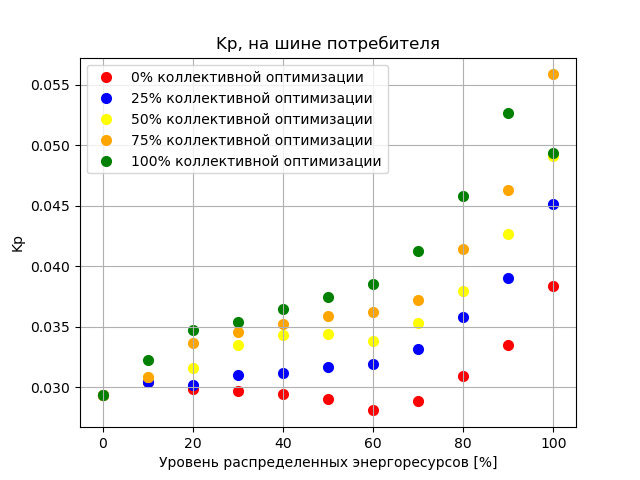 Kp, на шине потребителя
0% коллективной оптимизации
25% коллективной оптимизации
50% коллективной оптимизации
75% коллективной оптимизации
100% коллективной оптимизации
0.055
0.050
0.045
0.040
0.035
0.030
Kp
0 20 40 60 80 100
Уровень распределенных энергоресурсов [%]